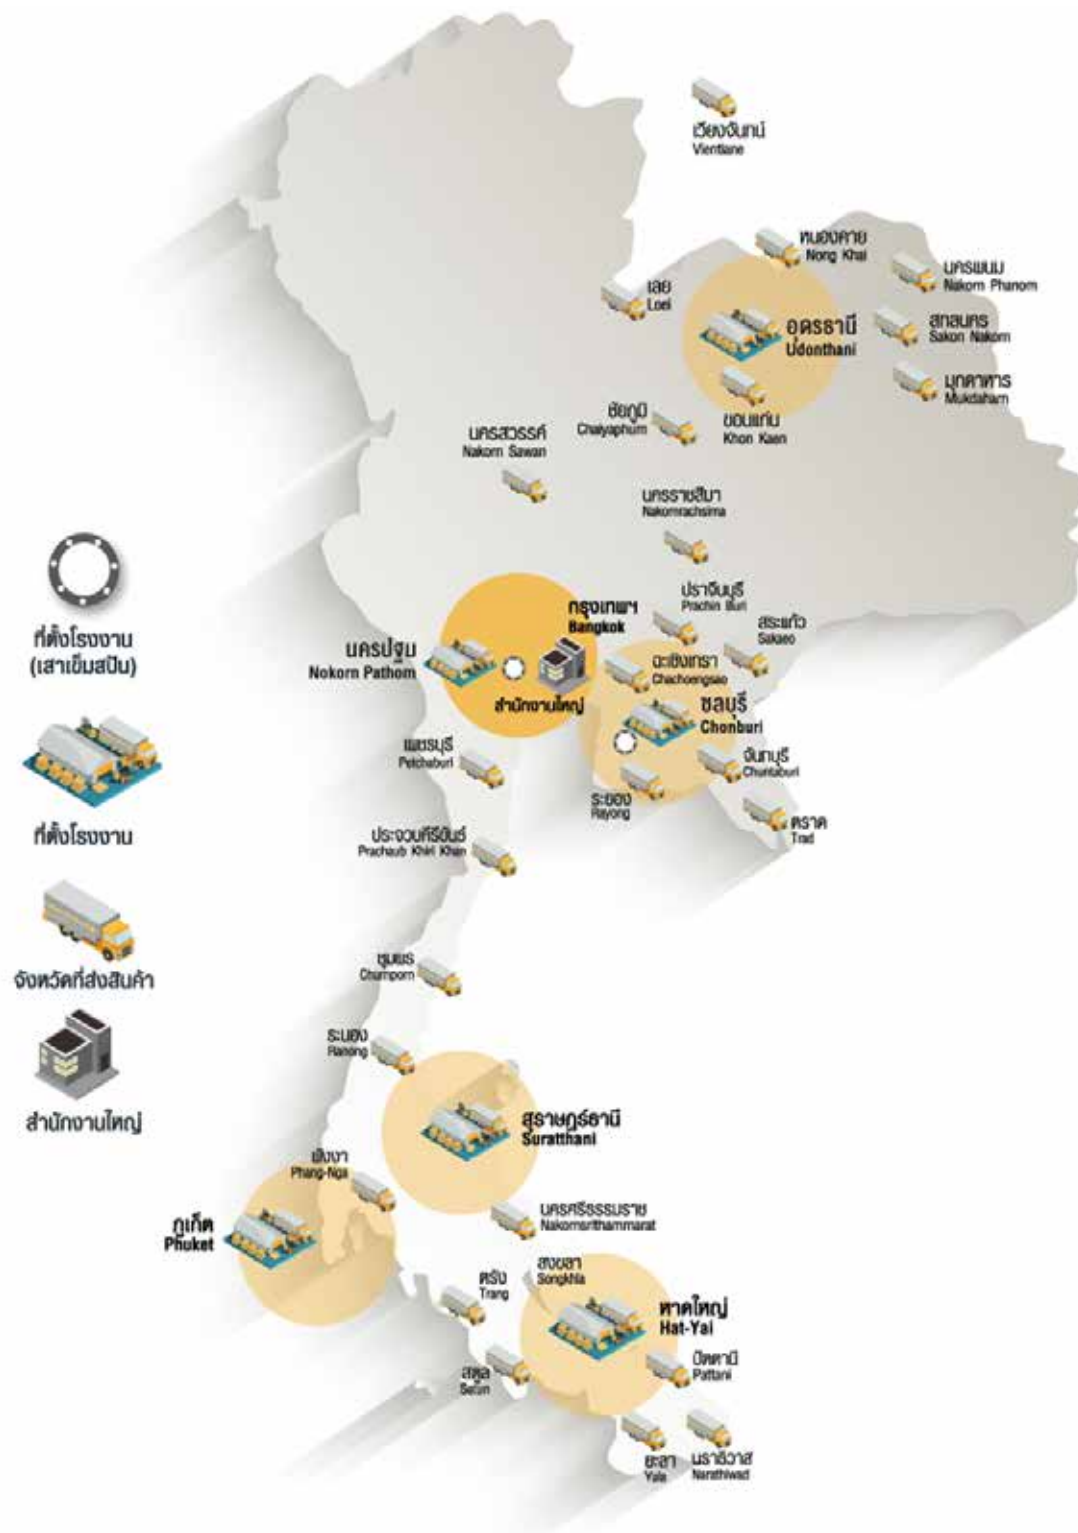 เวียงจันทน์
Vientiane
หนองคาย
Nong Khai
นครพนม
Nakorn Phanom
เลย
Loei
อุดรธานี
Udonthani
สกลนคร
Sakon Nakorn
มุกดาหาร
Mukdaharn
ชัยภูมิ
Chaiyaphum
ขอนแก่น
Khon Kaen
นครสวรรค์
Nakorn Sawan
นครราชสีมา
Nakornrachsima
ปราจีนบุรี
Prachin Buri
สระแก้ว
Sakaeo
กรุงเทพฯ
Bangkok
นครปฐม
Nokorn Pathom
สำนักงานใหญ่
ฉะเชิงเทรา
Chachoengsao
ชลบุรี
Chonburi
เพชรบุรี
Petchaburi
จันทบุรี
Chuntaburi
ระยอง
Rayong
ตราด
Trad
ประจวบคีรีขันธ์
Prachaub Khiri Khan
ชุมพร
Chumporn
ระนอง
Ranong
สุราษฎร์ธานี
Suratthani
พังงา
Phang-Nga
นครศรีธรรมราช
Nakornsrithammarat
ภูเก็ต
Phuket
สงขลา
Songkhla
ตรัง
Trang
หาดใหญ่
Hat-Yai
ปัตตานี
Pattani
สตูล
Satun
ยะลา
Yala
นราธิวาส
Narathiwad
ที่ตั้งโรงงาน
(เสาเข็มสปัน)
ที่ตั้งโรงงาน
จังหวัดที่ส่งสินค้า
สำนักงานใหญ่